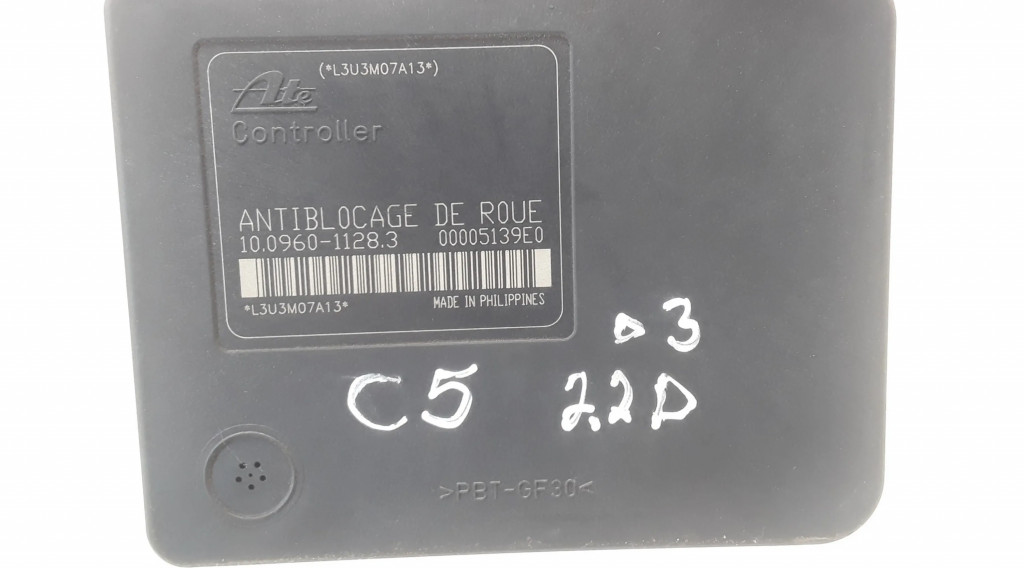 (*L3U3M07A13*)
Ate
Controller
ANTIBLOCAGE DE ROUE
10.0960-1128.3 00005139E0
*L3U3M07A13*
MADE IN PHILIPPINES
03
C5 2.2D
>PBT-GF30<